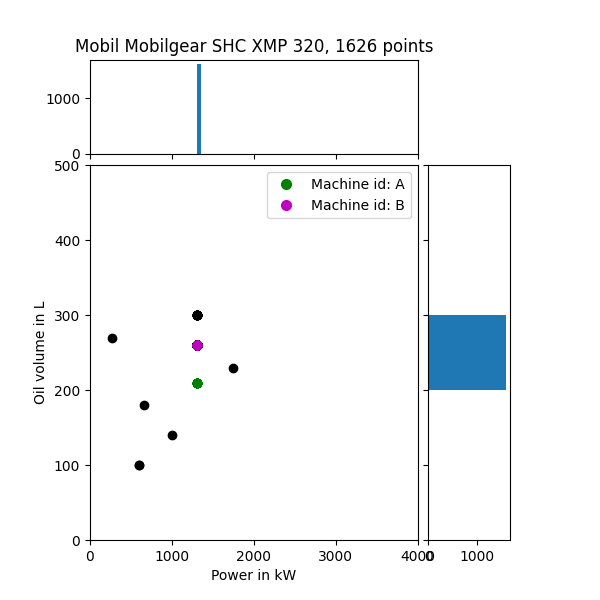 Mobil Mobilgear SHC XMP 320, 1626 points
1000
0
500
400
300
200
100
0
Oil volume in L
Machine id: A
Machine id: B
0 1000 2000 3000 4000
0 1000
Power in kW